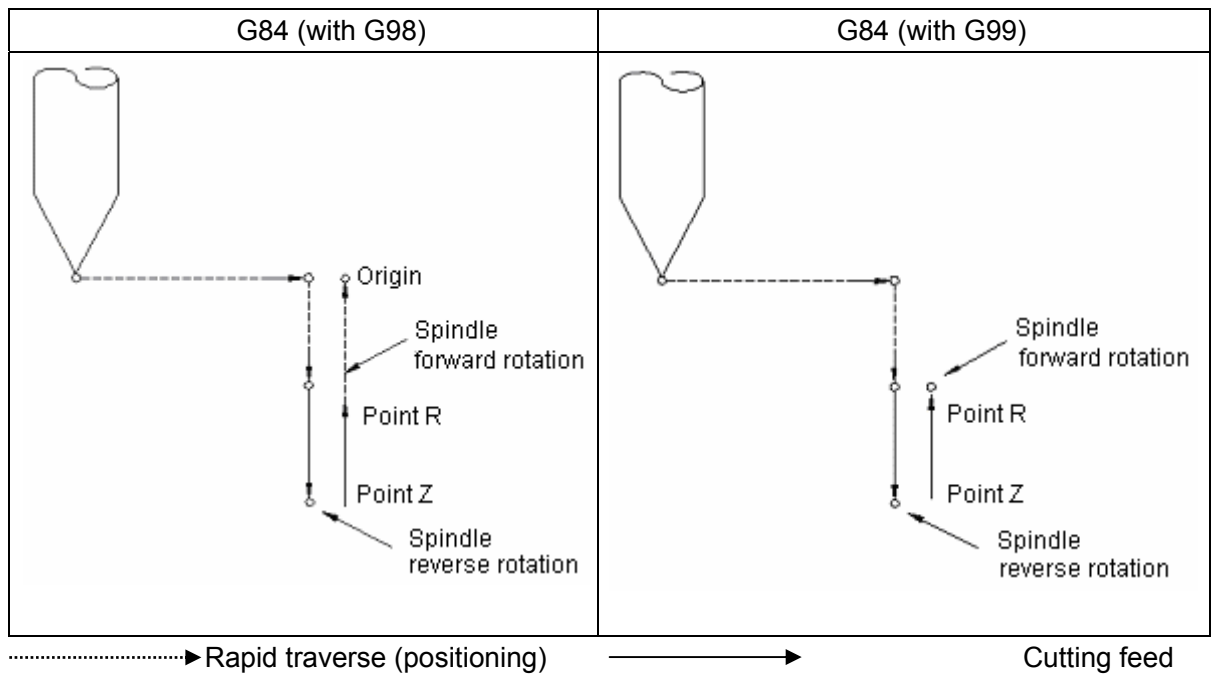 G84 (with G98)
G84 (with G99)
Origin
Spindle
forward rotation
Point R
Point Z
Spindle
reverse rotation
Spindle
forward rotation
Point R
Point Z
Spindle
reverse rotation
Rapid traverse (positioning)
Cutting feed